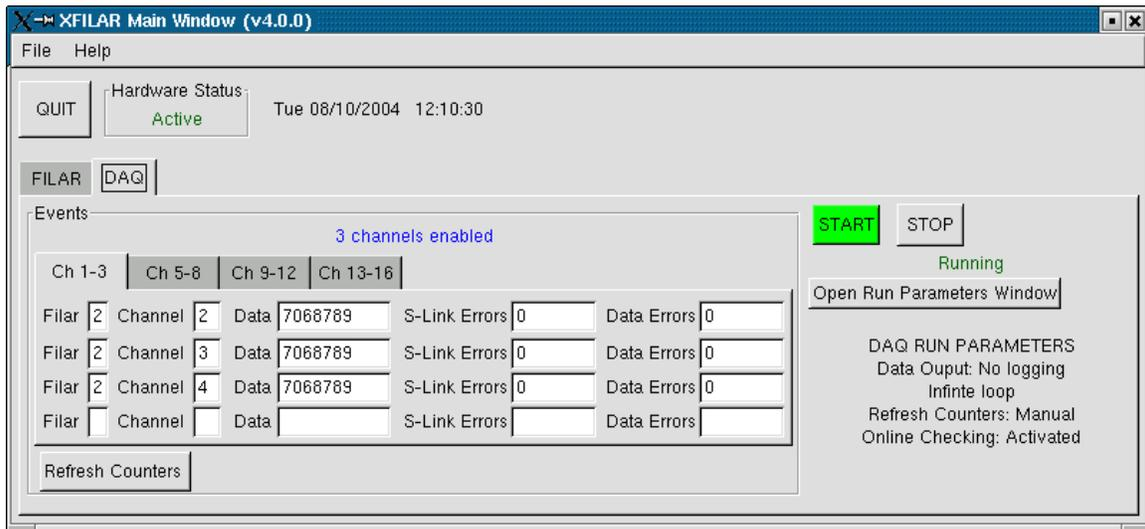 XFILAR Main Window (v4.0.0)
File Help
QUIT
Hardware Status
Active
Tue 08/10/2004 12:10:30
FILAR DAQ
Events
3 channels enabled
Ch 1-3 Ch 5-8 Ch 9-12 Ch 13-16
Filar 2 Channel 2 Data 7068789 S-Link Errors 0 Data Errors 0
Filar 2 Channel 3 Data 7068789 S-Link Errors 0 Data Errors 0
Filar 2 Channel 4 Data 7068789 S-Link Errors 0 Data Errors 0
Filar Channel Data S-Link Errors Data Errors
Refresh Counters
START STOP
Running
Open Run Parameters Window
DAQ RUN PARAMETERS
Data Ouput: No logging
Infinte loop
Refresh Counters: Manual
Online Checking: Activated